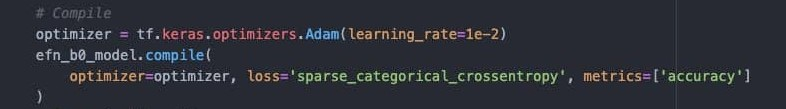 # Compile
optimizer = tf.keras.optimizers.Adam(learning_rate=1e-2)
efn_b0_model.compile(
    optimizer=optimizer, loss='sparse_categorical_crossentropy', metrics=['accuracy']
)